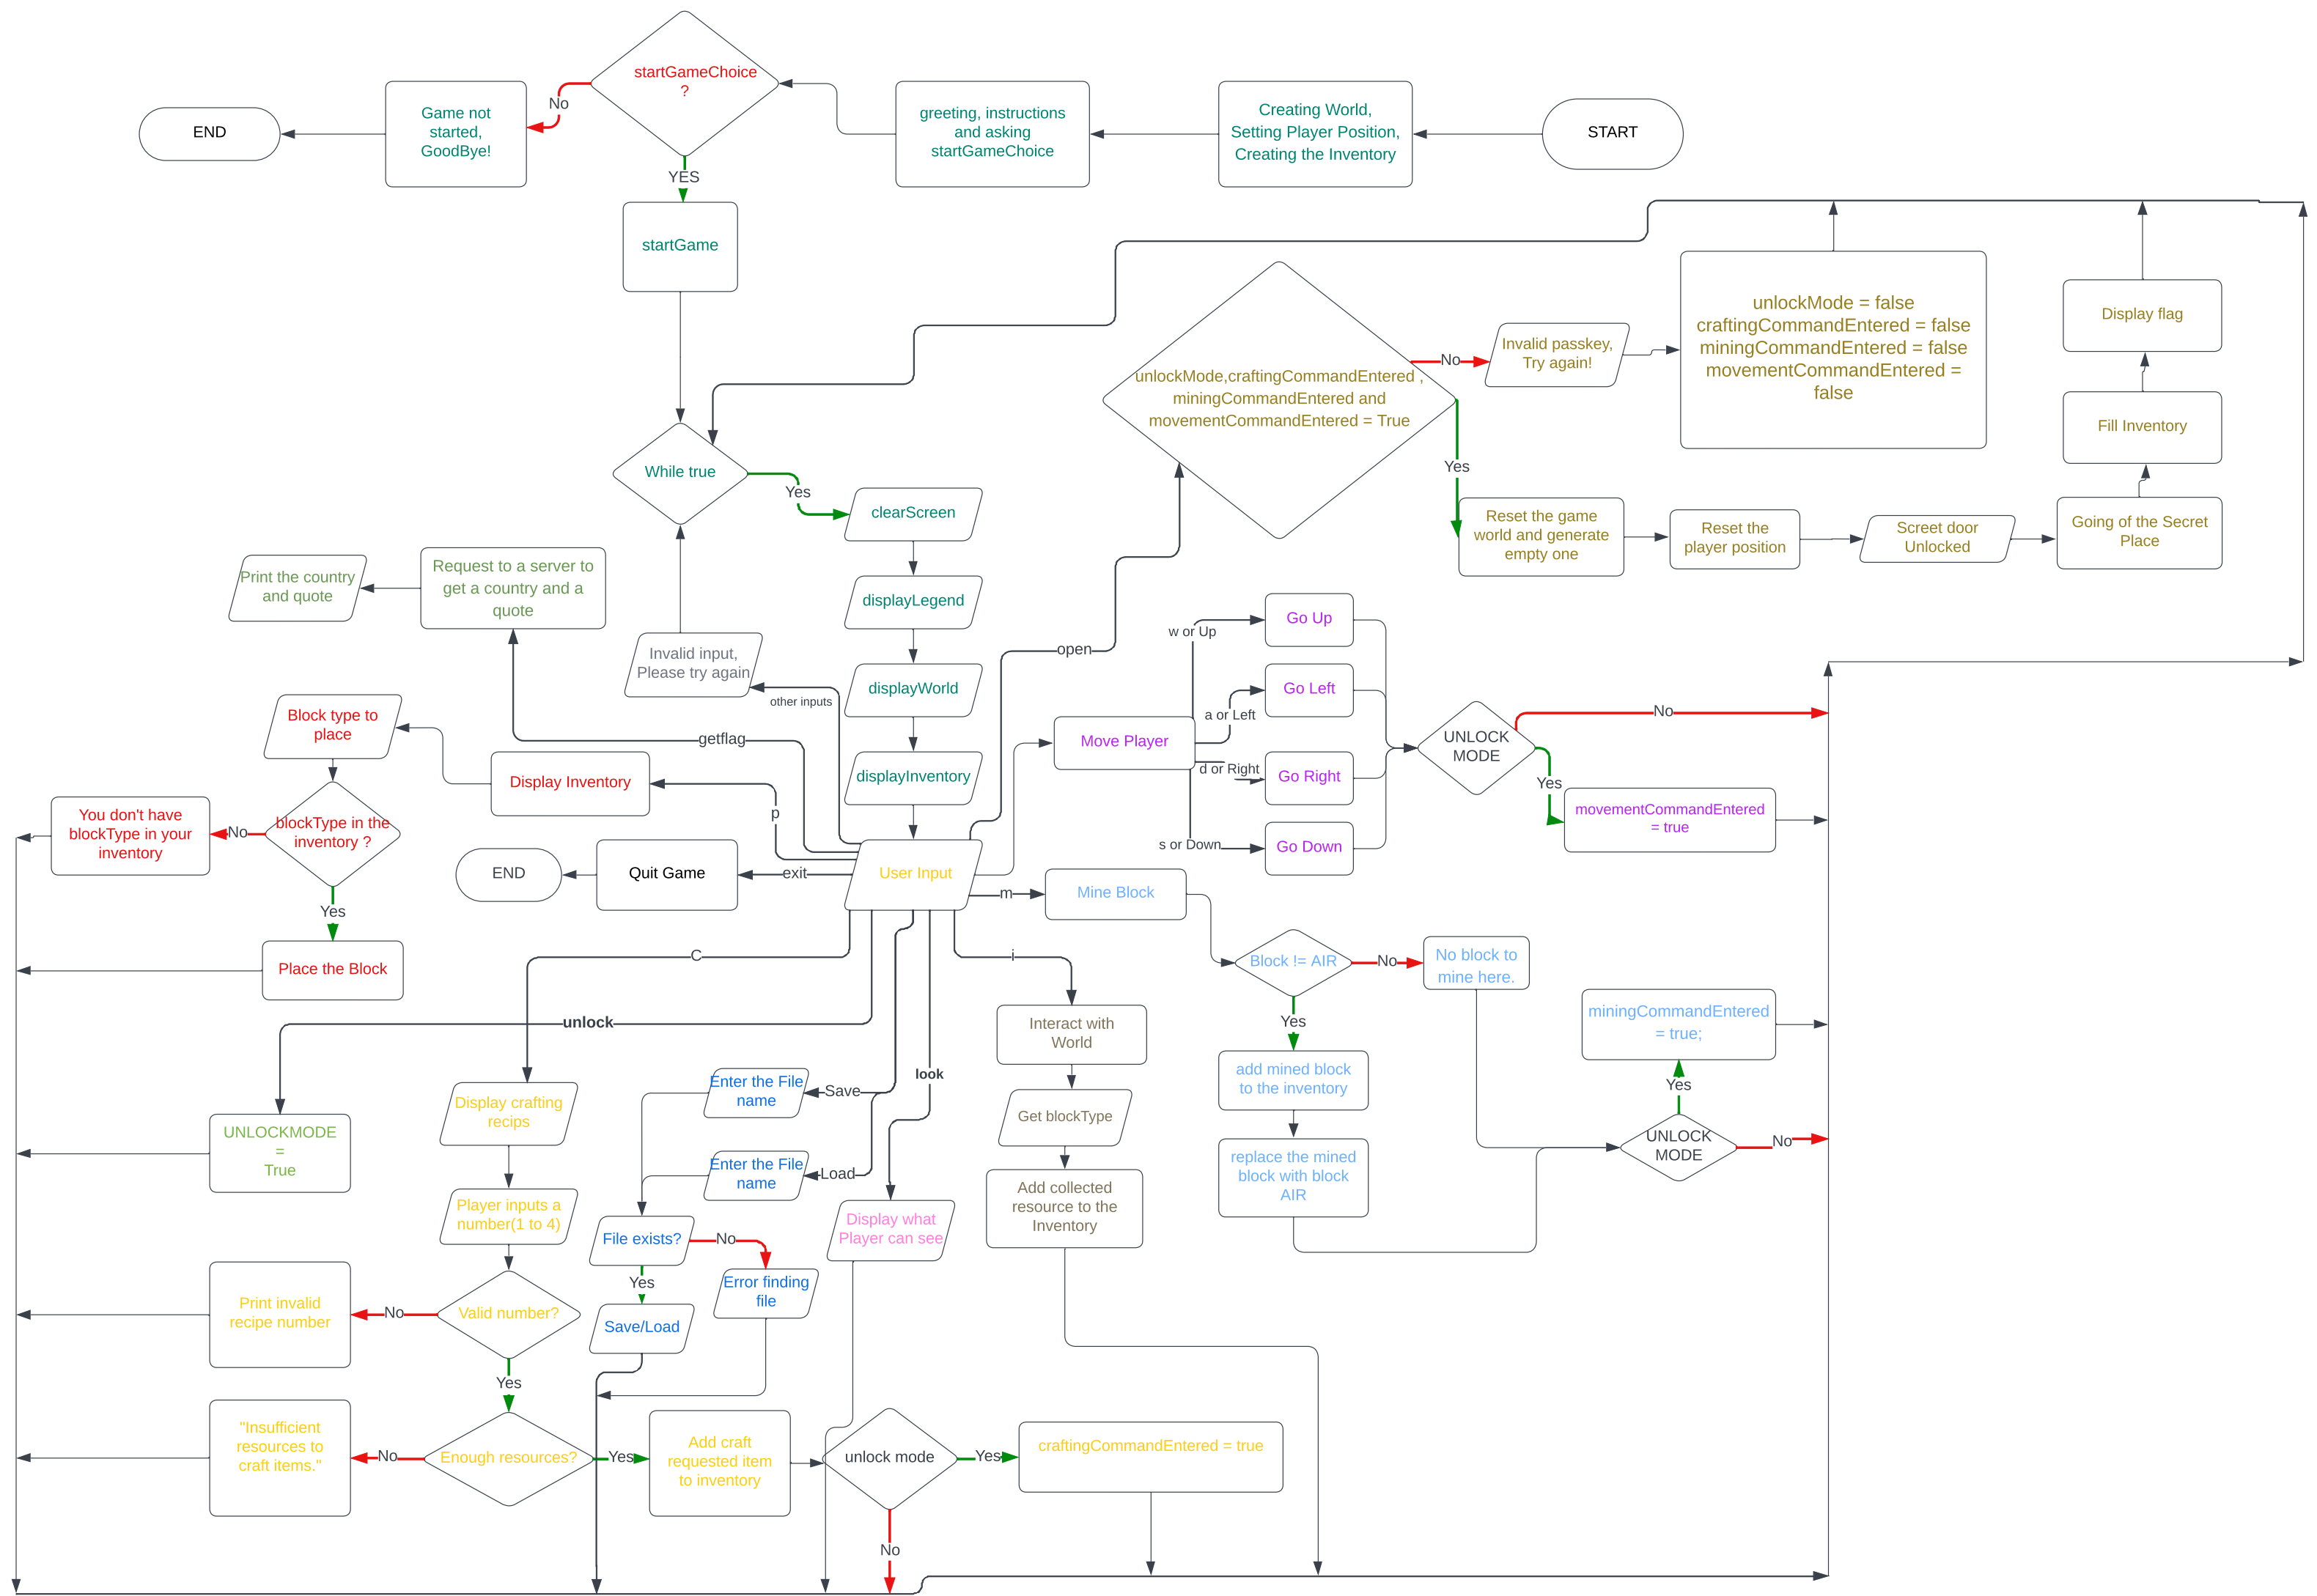 startGameChoice
?
No
YES
Game not
started,
GoodBye!
END
greeting, instructions
and asking
startGameChoice
Creating World,
Setting Player Position,
Creating the Inventory
START
startGame
While true
Yes
clearScreen
displayLegend
displayWorld
displayInventory
User Input
unlockMode,craftingCommandEntered ,
miningCommandEntered and
movementCommandEntered = True
No
Invalid passkey,
Try again!
unlockMode = false
craftingCommandEntered = false
miningCommandEntered = false
movementCommandEntered =
false
Display flag
Fill Inventory
Yes
Reset the game
world and generate
empty one
Reset the
player position
Screet door
Unlocked
Going of the Secret
Place
Print the country
and quote
Request to a server to
get a country and a
quote
Invalid input,
Please try again
other inputs
getflag
open
Block type to
place
Display Inventory
p
You don't have
blockType in your
inventory
No
blockType in the
inventory ?
Yes
Place the Block
END
Quit Game
exit
Move Player
w or Up
a or Left
d or Right
s or Down
Go Up
Go Left
Go Right
Go Down
UNLOCK
MODE
No
Yes
movementCommandEntered
= true
m
Mine Block
Block != AIR
No
No block to
mine here.
Yes
add mined block
to the inventory
replace the mined
block with block
AIR
miningCommandEntered
= true;
Yes
UNLOCK
MODE
No
C
i
unlock
look
Interact with
World
Get blockType
Add collected
resource to the
Inventory
UNLOCKMODE
=
True
Display crafting
recips
Player inputs a
number(1 to 4)
Enter the File
name
Save
Enter the File
name
Load
File exists?
No
Yes
Error finding
file
Save/Load
Display what
Player can see
Print invalid
recipe number
No
Valid number?
Yes
"Insufficient
resources to
craft items."
No
Enough resources?
Yes
Add craft
requested item
to inventory
unlock mode
Yes
craftingCommandEntered = true
No